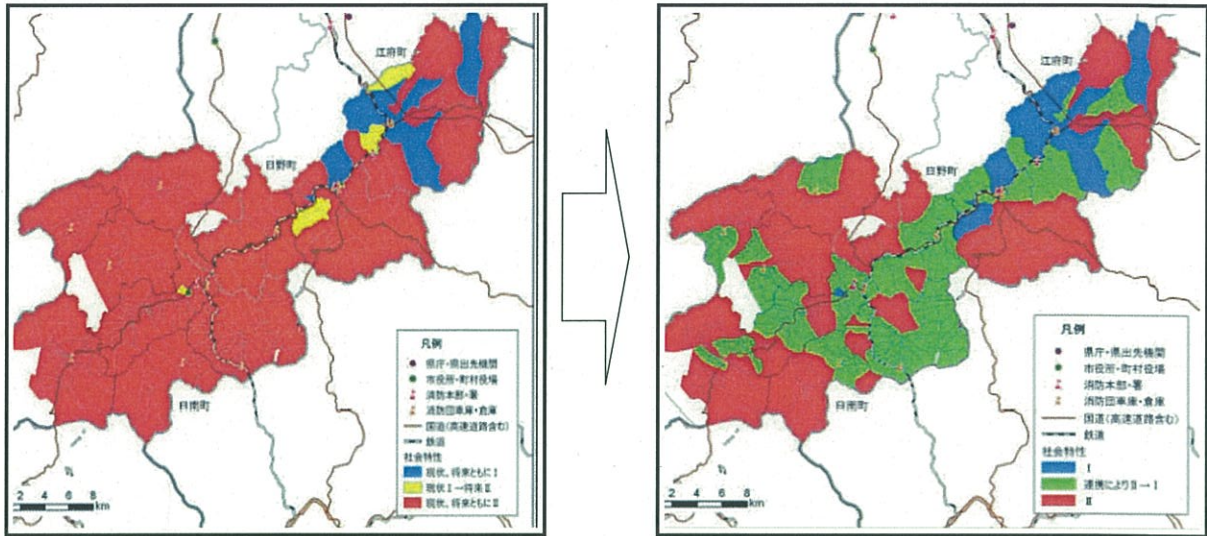 江府町
日野町
日南町
凡例
県庁・県出先機関
市役所・町村役場
消防本部・署
消防団車庫・倉庫
国道(高速道路含む)
鉄道
社会特性
現状、将来ともにⅠ
現状Ⅰ→将来Ⅱ
現状、将来ともにⅡ
2 4 6 8
km
江府町
日野町
日南町
凡例
県庁・県出先機関
市役所・町村役場
消防本部・署
消防団車庫・倉庫
国道(高速道路含む)
鉄道
社会特性
Ⅰ
連携によりⅡ→Ⅰ
Ⅱ
2 4 6 8
km